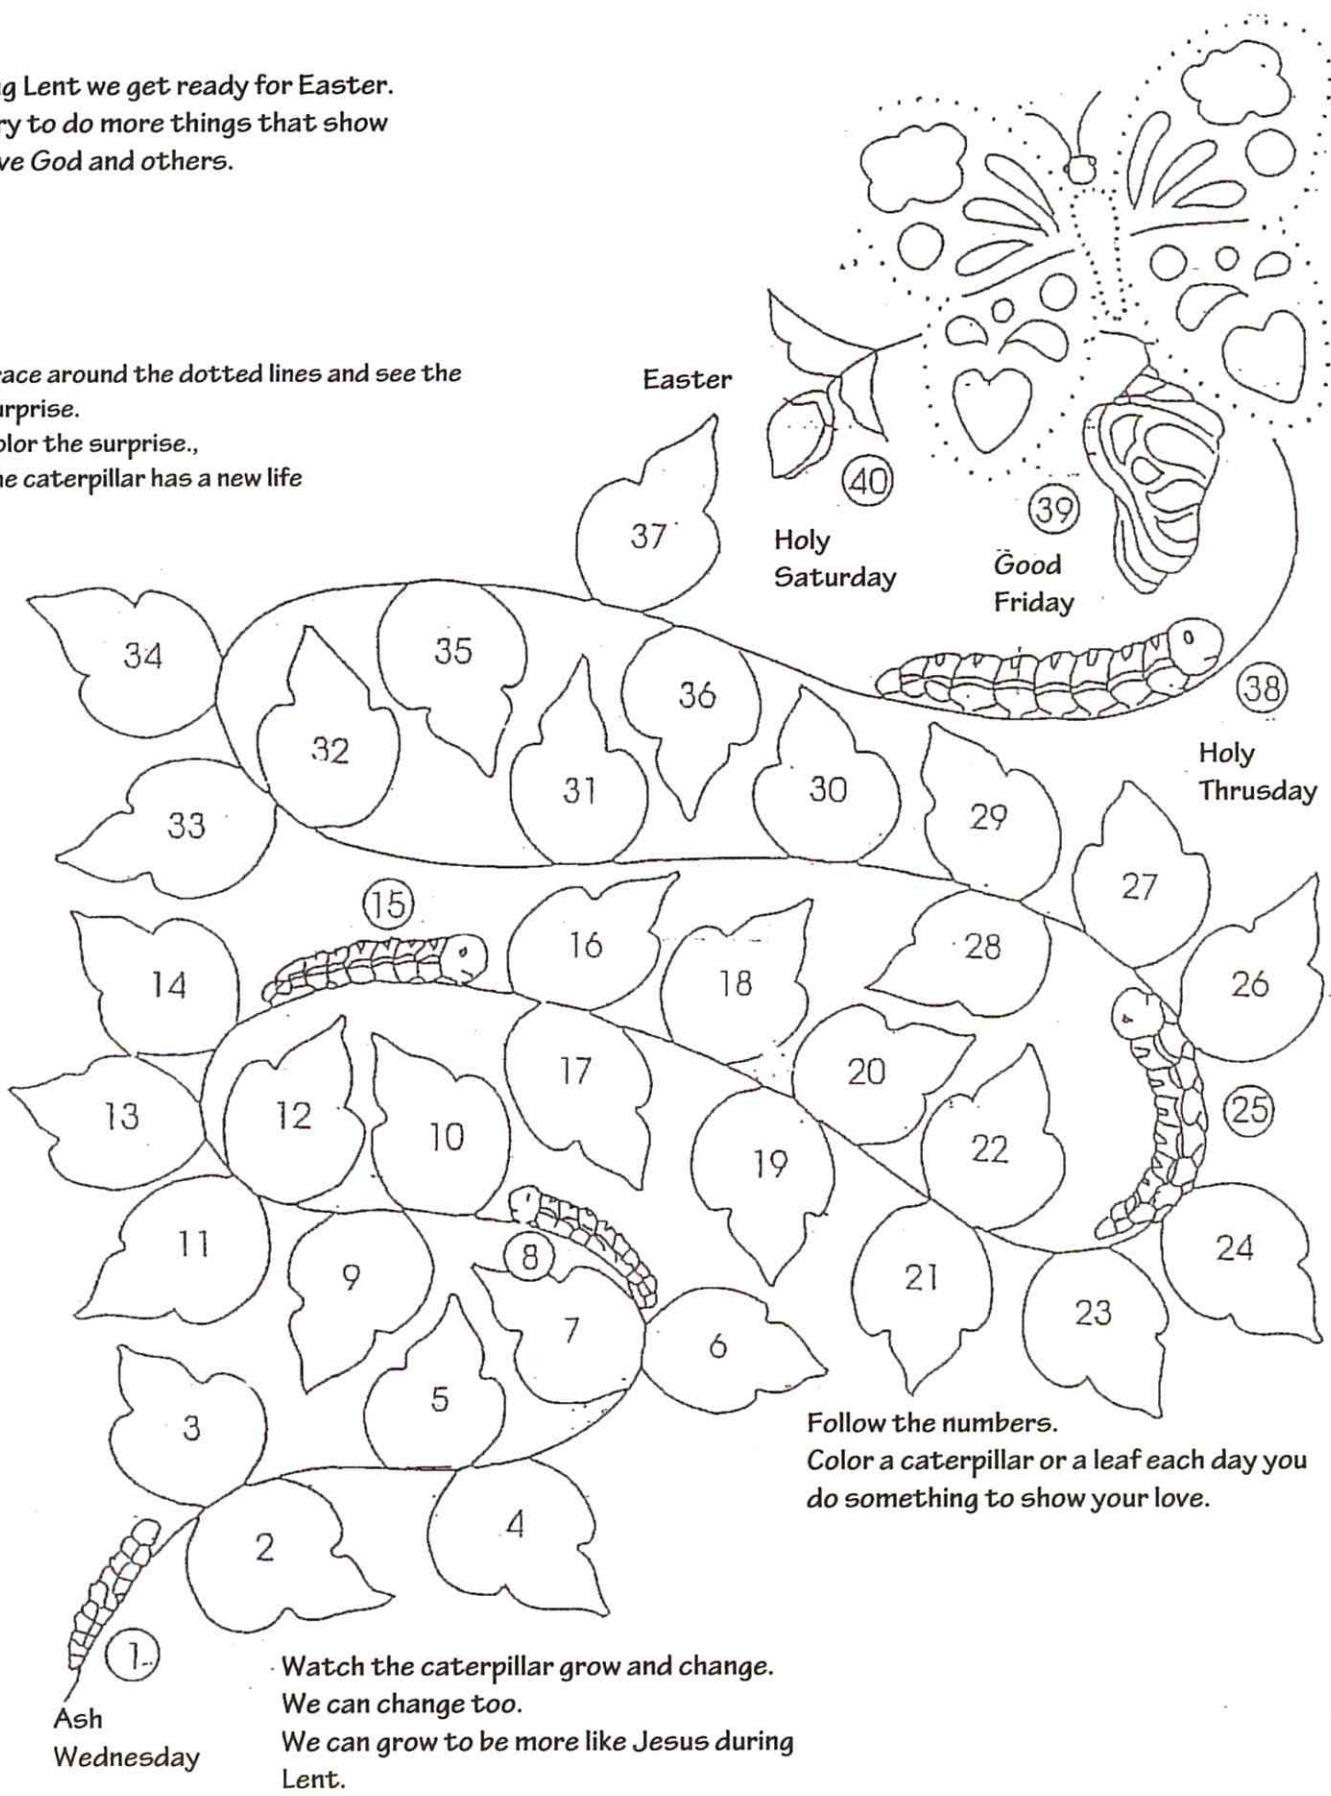 g Lent we get ready for Easter.
ry to do more things that show
ve God and others.
ace around the dotted lines and see the
urprise.
olor the surprise.,
e caterpillar has a new life
Easter
37
40
Holy
Saturday
39
Good
Friday
38
Holy
Thrusday
34
35
36
32
31
30
29
33
27
28
26
15
14
16
18
17
20
25
13
12
10
19
22
11
9
8
21
24
23
7
6
5
3
Follow the numbers.
Color a caterpillar or a leaf each day you
do something to show your love.
2
4
1
Ash
Wednesday
Watch the caterpillar grow and change.
We can change too.
We can grow to be more like Jesus during
Lent.